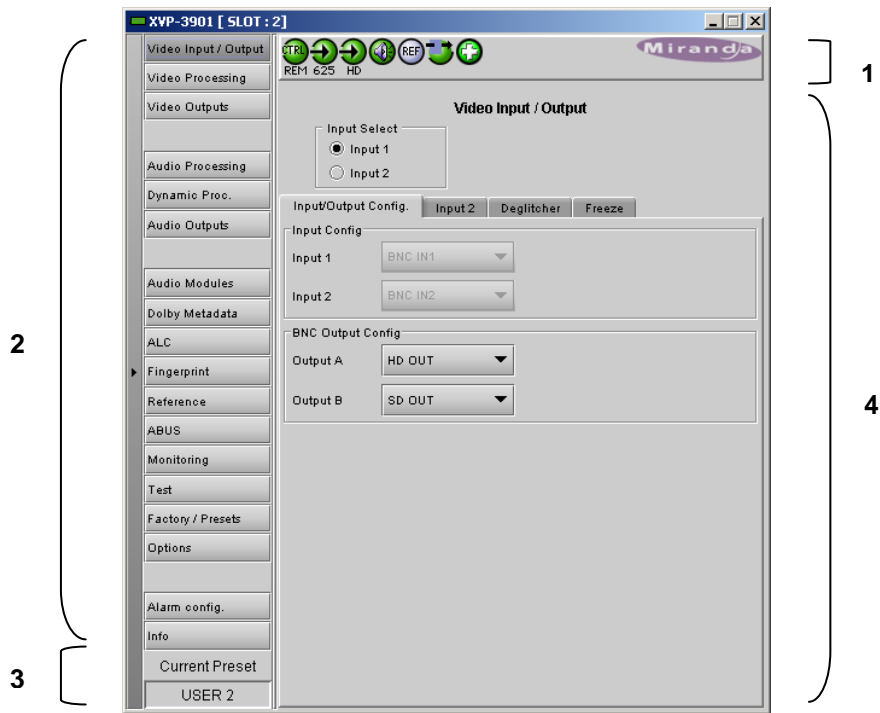 XVP-3901 [ SLOT : 2]
Video Input / Output
Video Processing
Video Outputs
Audio Processing
Dynamic Proc.
Audio Outputs
Audio Modules
Dolby Metadata
ALC
Fingerprint
Reference
ABUS
Monitoring
Test
Factory / Presets
Options
Alarm config.
Info
Current Preset
USER 2
CTRL
REF
REM 625 HD
Miranda
Video Input / Output
Input Select
Input 1
Input 2
Input/Output Config. Input 2 Deglitcher Freeze
Input Config
Input 1 BNC IN1
Input 2 BNC IN2
BNC Output Config
Output A HD OUT
Output B SD OUT
1
2
3
4